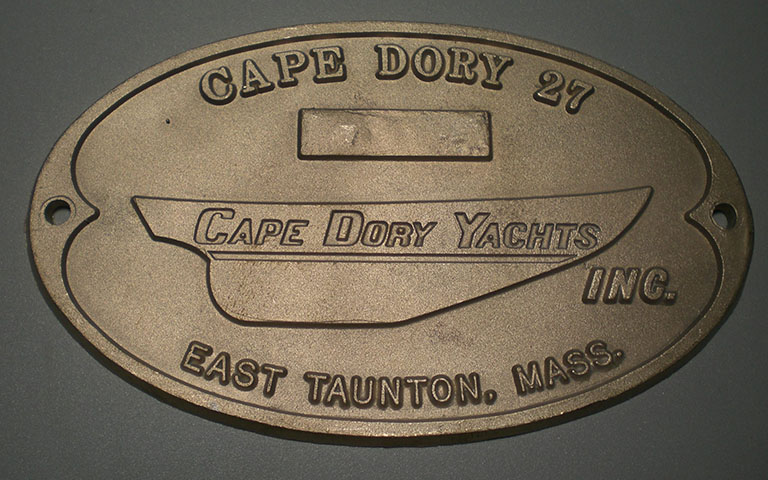 CAPE DORY 27
CAPE DORY YACHTS
INC.
EAST TAUNTON, MASS.